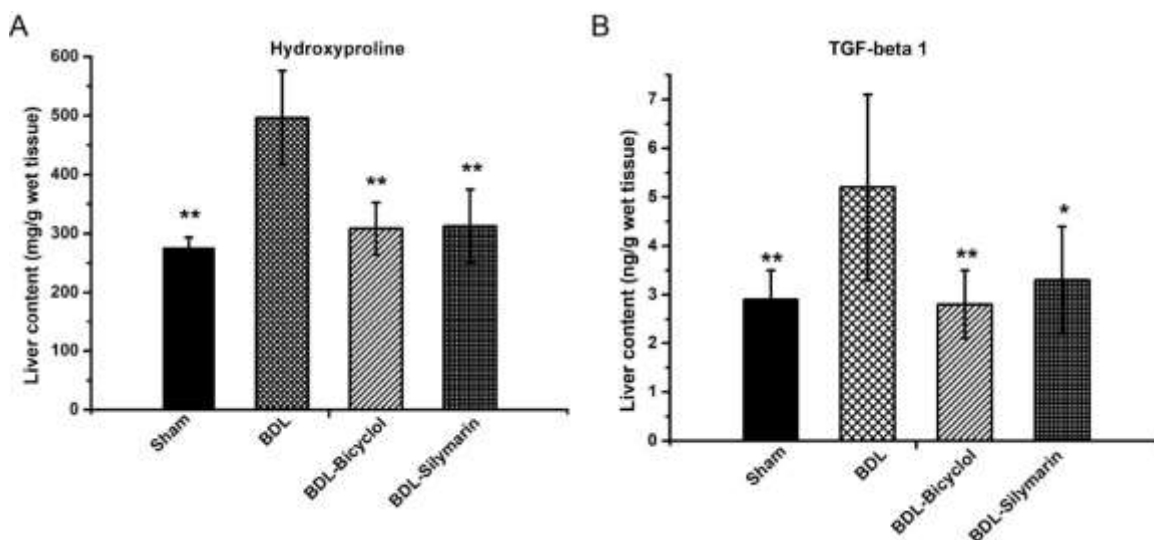 A
Hydroxyproline
Liver content (mg/g wet tissue)
600
500
400
300
200
100
0
**
**
**
Sham
BDL
BDL-Bicyclol
BDL-Silymarin
B
TGF-beta 1
Liver content (ng/g wet tissue)
7
6
5
4
3
2
1
0
**
**
*
Sham
BDL
BDL-Bicyclol
BDL-Silymarin